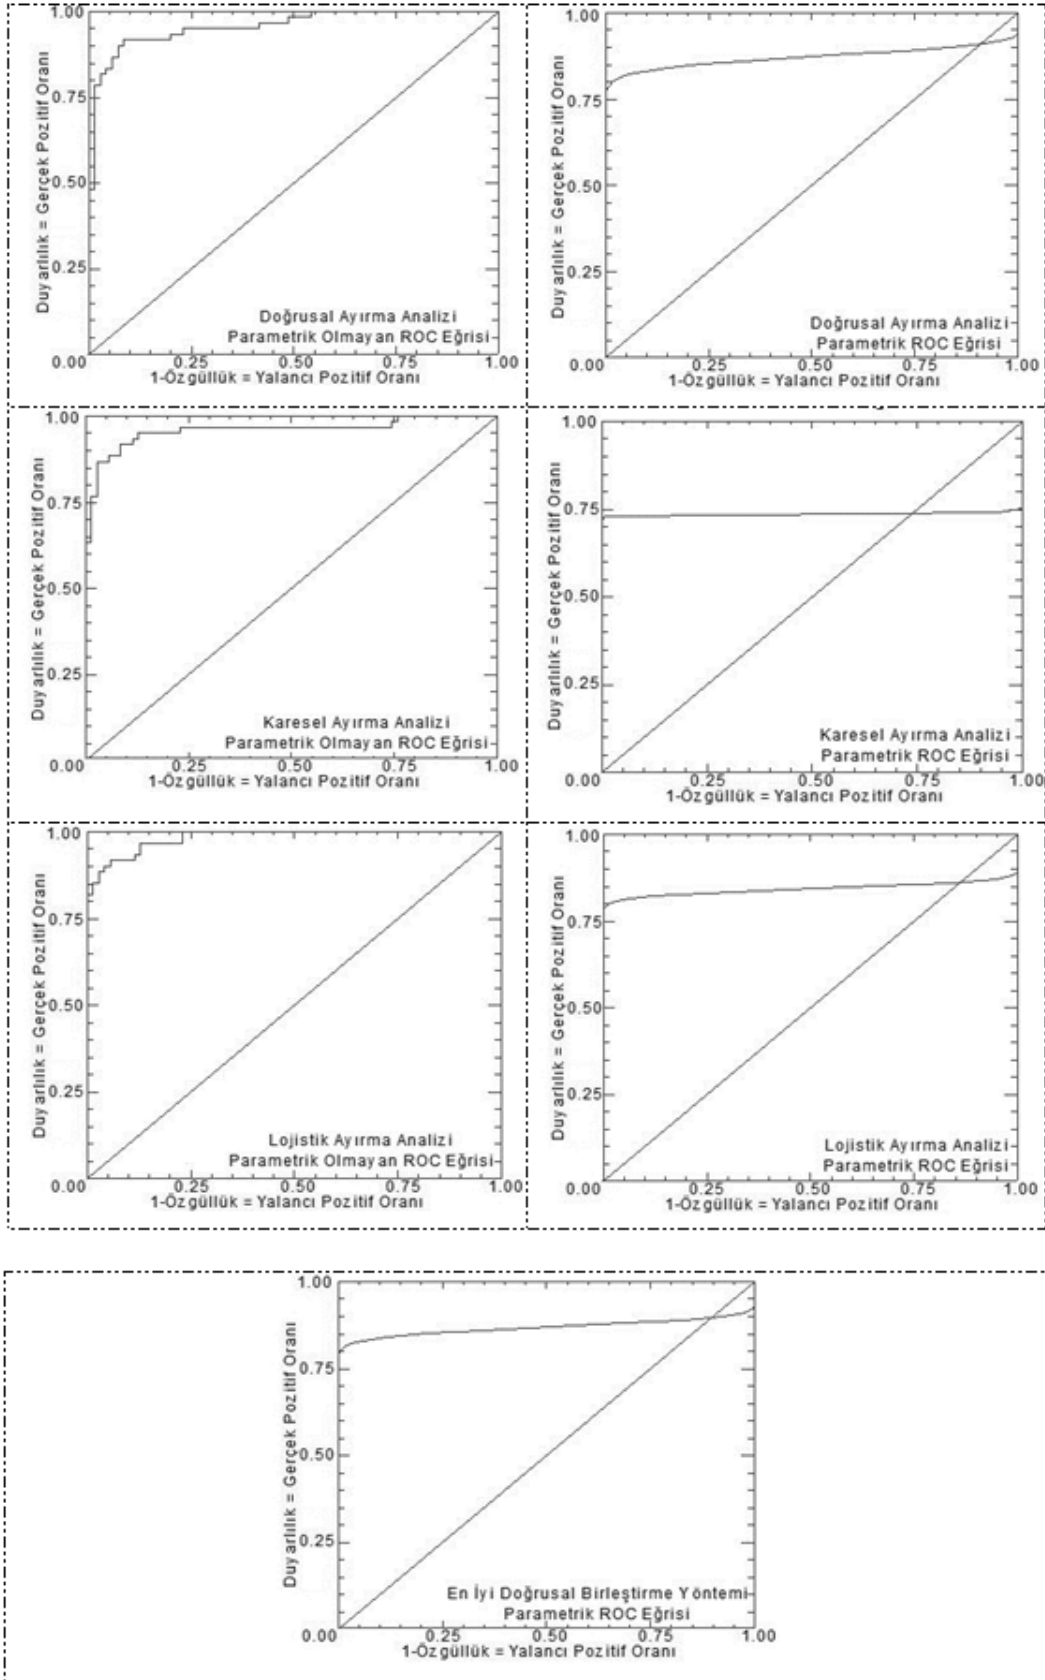 1.00
0.75
0.50
0.25
0.00
Duyarlılık = Gerçek Pozitif Oranı
Doğrusal Ayırma Analizi
Parametrik Olmayan ROC Eğrisi
0.25 0.50 0.75 1.00
1-Özgüllük = Yalancı Pozitif Oranı
1.00
0.75
0.50
0.25
0.00
Duyarlılık = Gerçek Pozitif Oranı
Doğrusal Ayırma Analizi
Parametrik ROC Eğrisi
0.25 0.50 0.75 1.00
1-Özgüllük = Yalancı Pozitif Oranı
1.00
0.75
0.50
0.25
0.00
Duyarlılık = Gerçek Pozitif Oranı
Karesel Ayırma Analizi
Parametrik Olmayan ROC Eğrisi
0.25 0.50 0.75 1.00
1-Özgüllük = Yalancı Pozitif Oranı
1.00
0.75
0.50
0.25
0.00
Duyarlılık = Gerçek Pozitif Oranı
Karesel Ayırma Analizi
Parametrik ROC Eğrisi
0.25 0.50 0.75 1.00
1-Özgüllük = Yalancı Pozitif Oranı
1.00
0.75
0.50
0.25
0.00
Duyarlılık = Gerçek Pozitif Oranı
Lojistik Ayırma Analizi
Parametrik Olmayan ROC Eğrisi
0.25 0.50 0.75 1.00
1-Özgüllük = Yalancı Pozitif Oranı
1.00
0.75
0.50
0.25
0.00
Duyarlılık = Gerçek Pozitif Oranı
Lojistik Ayırma Analizi
Parametrik ROC Eğrisi
0.25 0.50 0.75 1.00
1-Özgüllük = Yalancı Pozitif Oranı
1.00
0.75
0.50
0.25
0.00
Duyarlılık = Gerçek Pozitif Oranı
En İyi Doğrusal Birleştirme Yöntemi
Parametrik ROC Eğrisi
0.25 0.50 0.75 1.00
1-Özgüllük = Yalancı Pozitif Oranı